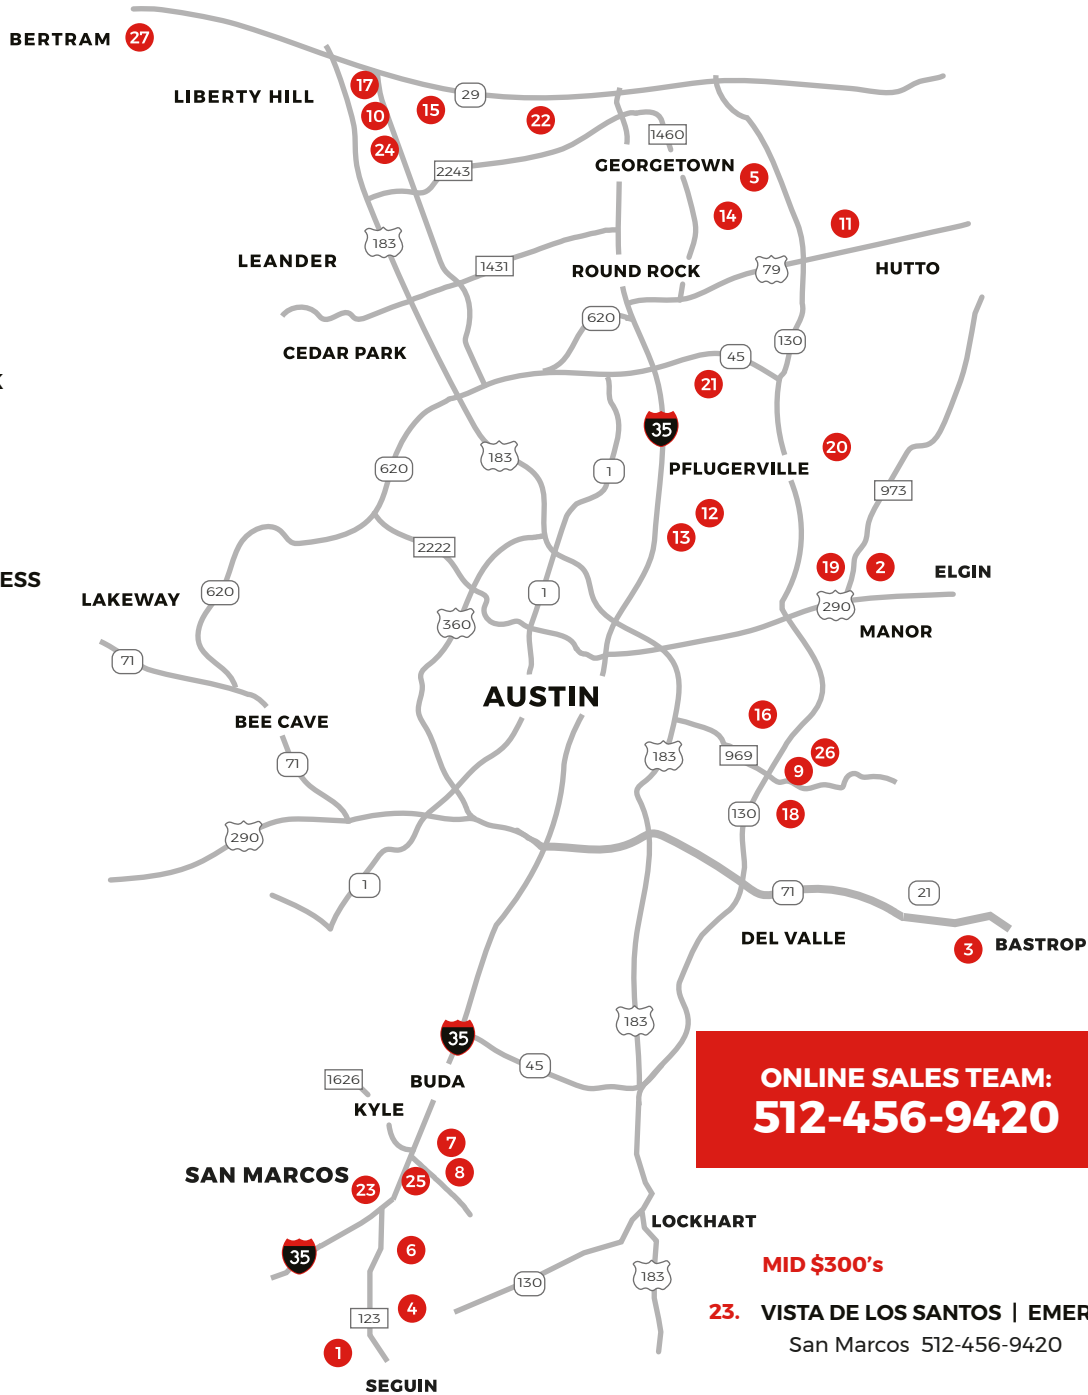 BERTRAM 27
17
LIBERTY HILL
29
15
10
22
1460
24
GEORGETOWN
2243
5
14
11
183
LEANDER
1431
ROUND ROCK
79
HUTTO
620
130
CEDAR PARK
45
K
21
35
20
183
1
620
PFLUGERVILLE
973
12
13
2222
19
2
ELGIN
ESS
LAKEWAY
620
1
290
360
MANOR
71
AUSTIN
16
BEE CAVE
183
969
26
71
9
130
18
290
1
71
21
DEL VALLE
3 BASTROP
183
35
ONLINE SALES TEAM:
512-456-9420
45
1626
BUDA
KYLE
7
8
SAN MARCOS
25
23
LOCKHART
6
35
MID $300's
183
130
4
123
23. VISTA DE LOS SANTOS | EMER
San Marcos 512-456-9420
1
SEGUIN